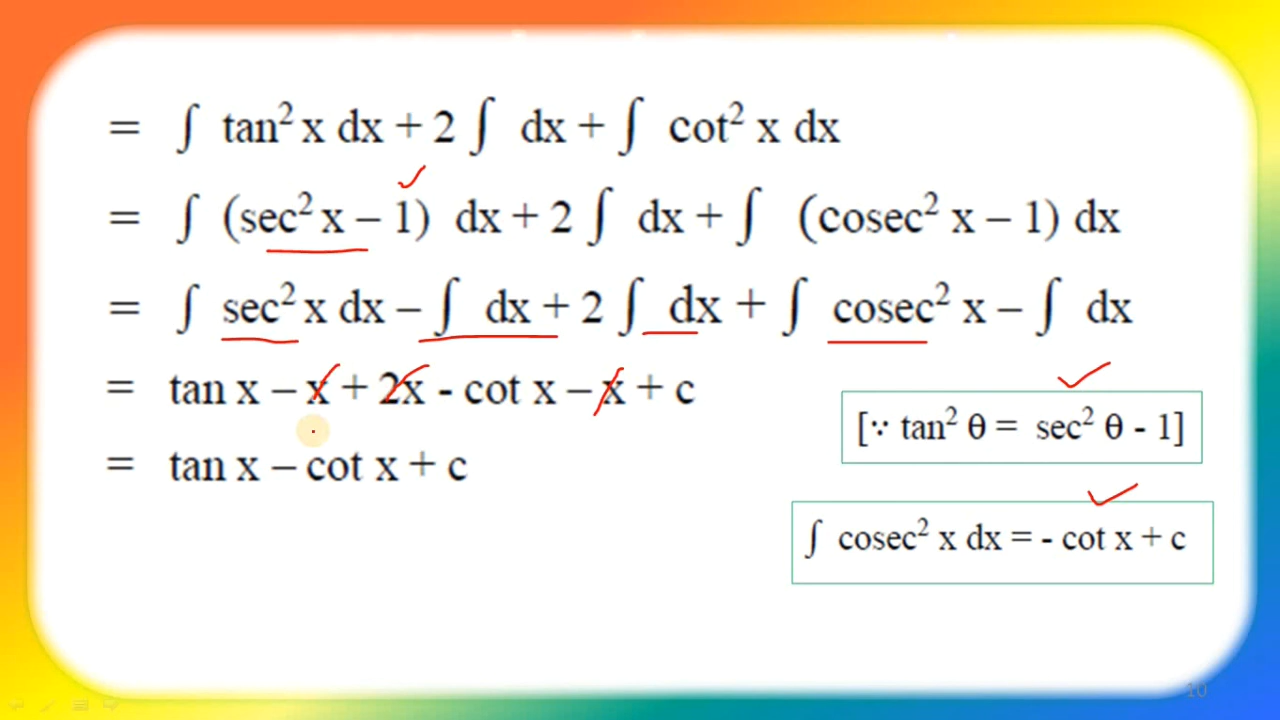 = ∫ tan² x dx + 2 ∫ dx + ∫ cot² x dx
= ∫ (sec² x – 1) dx + 2 ∫ dx + ∫ (cosec² x – 1) dx
= ∫ sec² x dx – ∫ dx + 2 ∫ dx + ∫ cosec² x – ∫ dx
= tan x – x + 2x - cot x – x + c
[∵ tan² θ = sec² θ - 1]
= tan x – cot x + c
∫ cosec² x dx = - cot x + c
10